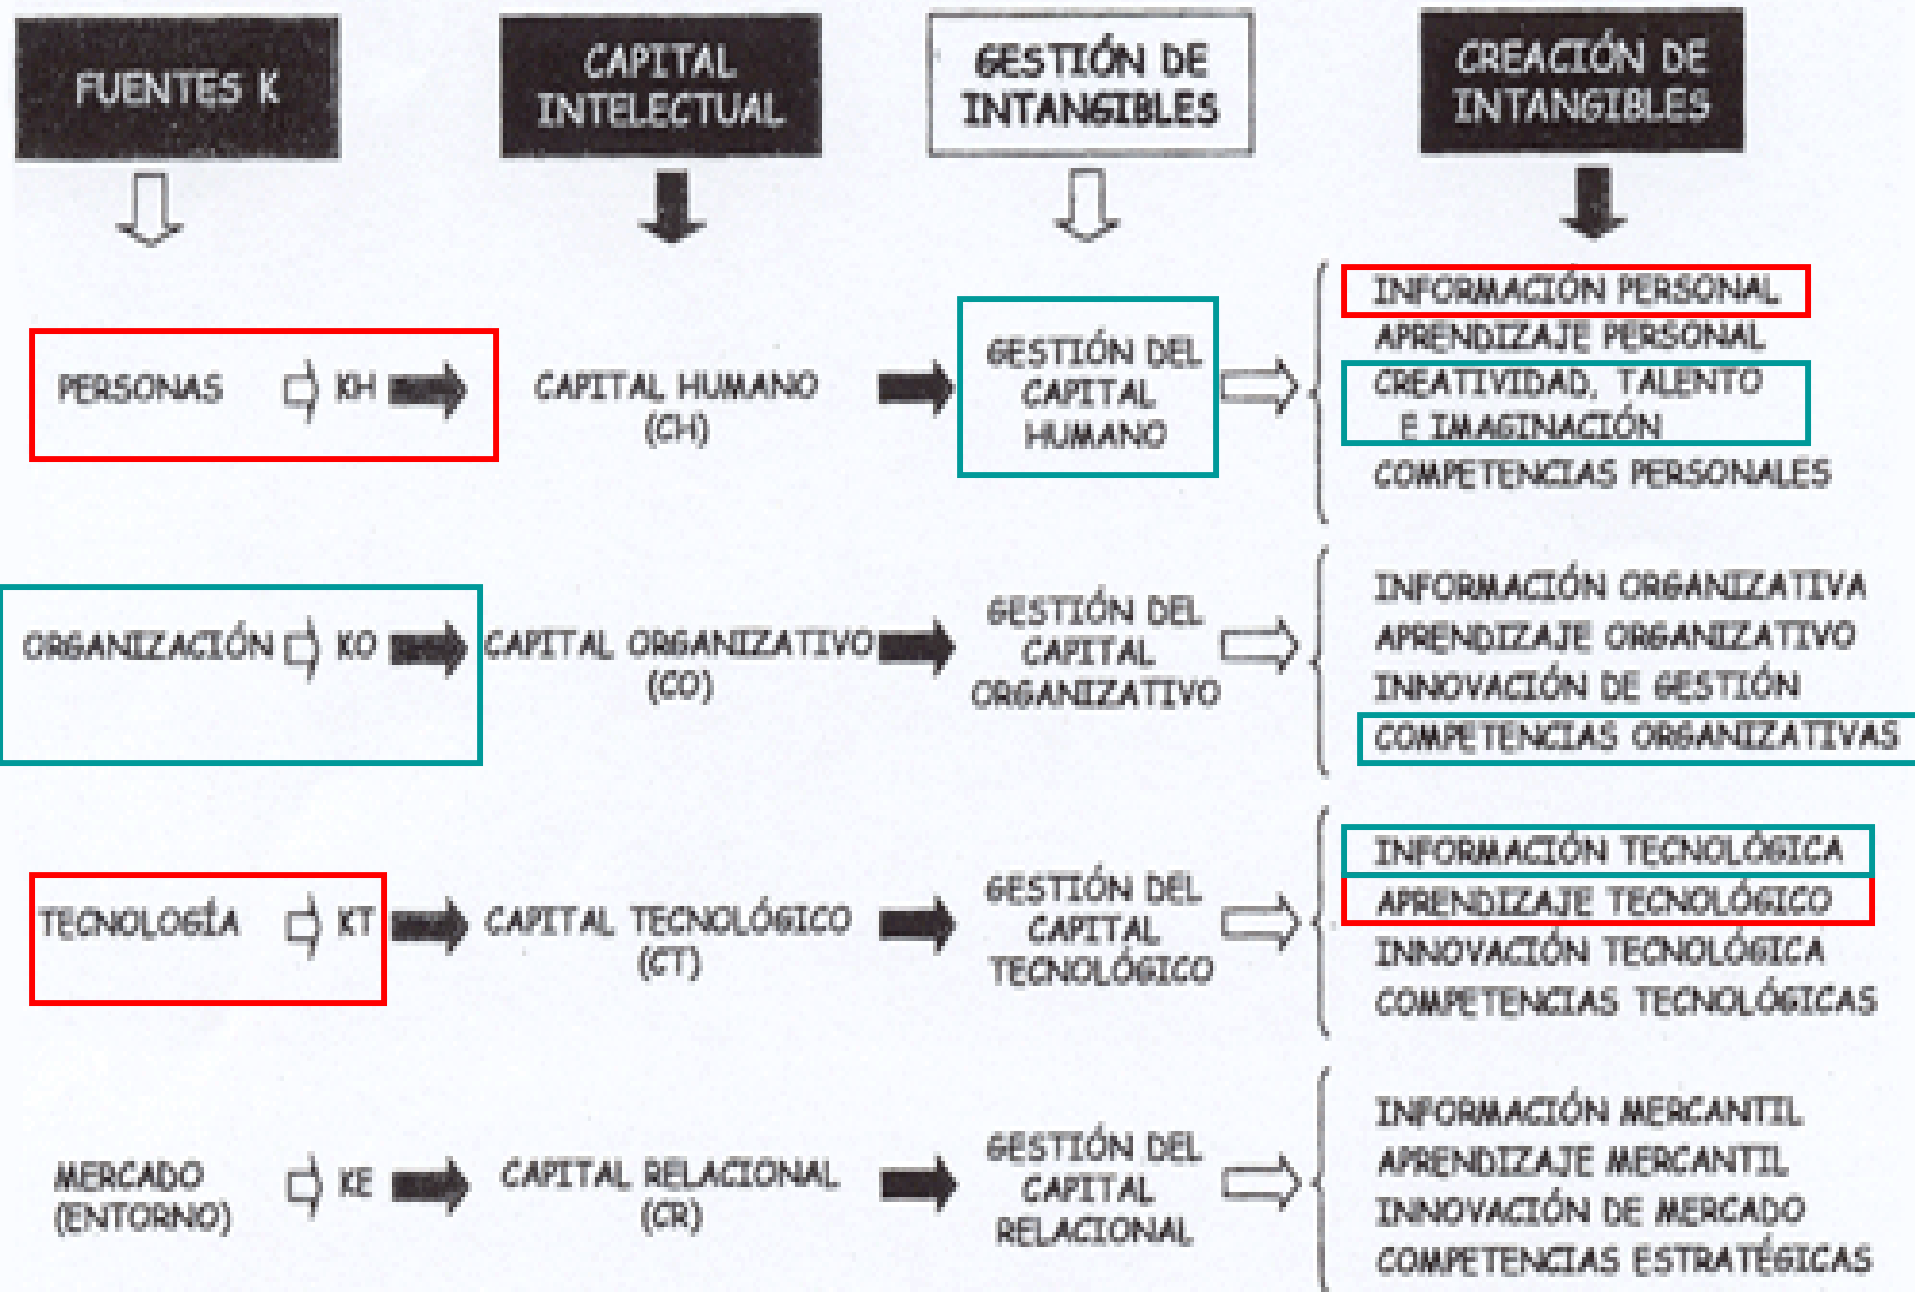 FUENTES K
CAPITAL
INTELECTUAL
GESTIÓN DE
INTANGIBLES
CREACIÓN DE
INTANGIBLES
PERSONAS
KH
CAPITAL HUMANO
(CH)
GESTIÓN DEL
CAPITAL
HUMANO
INFORMACIÓN PERSONAL
APRENDIZAJE PERSONAL
CREATIVIDAD, TALENTO
E IMAGINACIÓN
COMPETENCIAS PERSONALES
ORGANIZACIÓN
KO
CAPITAL ORGANIZATIVO
(CO)
GESTIÓN DEL
CAPITAL
ORGANIZATIVO
INFORMACIÓN ORGANIZATIVA
APRENDIZAJE ORGANIZATIVO
INNOVACIÓN DE GESTIÓN
COMPETENCIAS ORGANIZATIVAS
TECNOLOGÍA
KT
CAPITAL TECNOLÓGICO
(CT)
GESTIÓN DEL
CAPITAL
TECNOLÓGICO
INFORMACIÓN TECNOLÓGICA
APRENDIZAJE TECNOLÓGICO
INNOVACIÓN TECNOLÓGICA
COMPETENCIAS TECNOLÓGICAS
MERCADO
(ENTORNO)
KE
CAPITAL RELACIONAL
(CR)
GESTIÓN DEL
CAPITAL
RELACIONAL
INFORMACIÓN MERCANTIL
APRENDIZAJE MERCANTIL
INNOVACIÓN DE MERCADO
COMPETENCIAS ESTRATÉGICAS